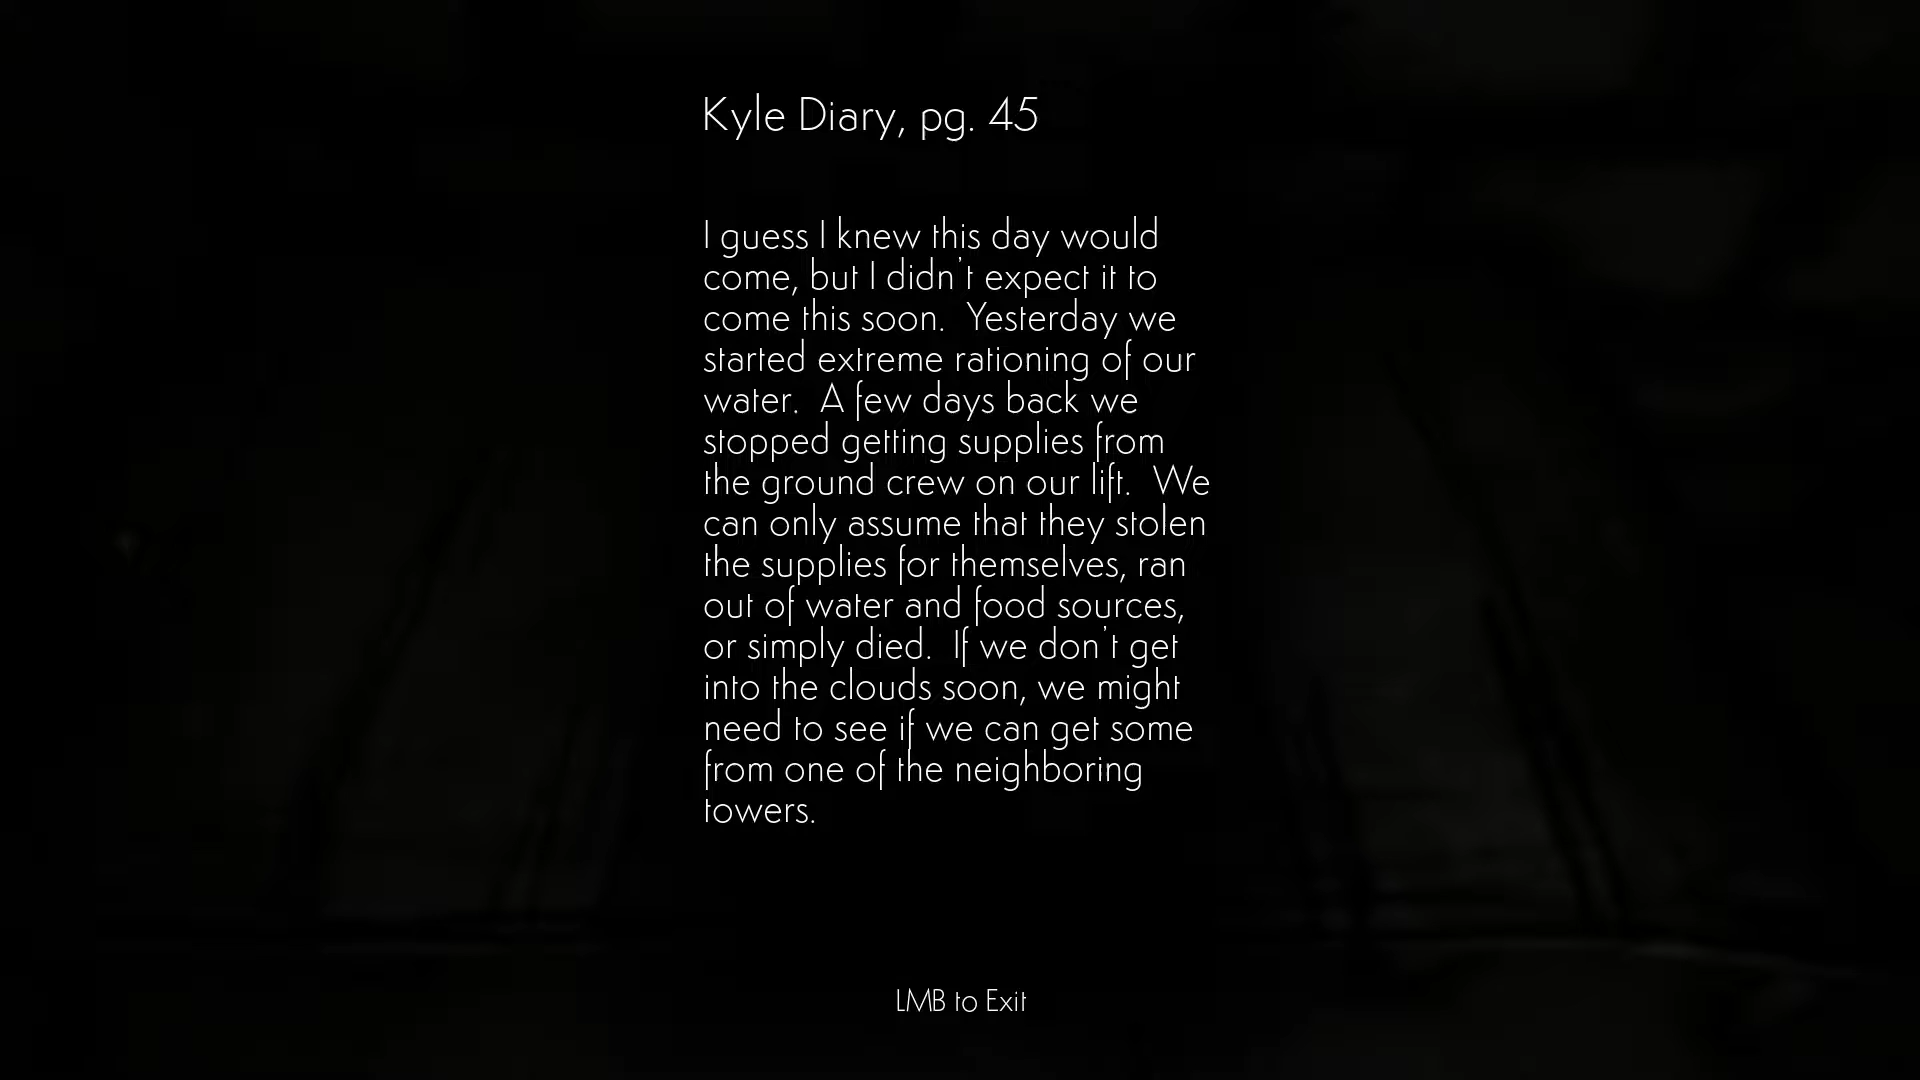 Kyle Diary, pg. 45
I guess I knew this day would
come, but I didn't expect it to
come this soon.  Yesterday we
started extreme rationing of our
water.  A few days back we
stopped getting supplies from
the ground crew on our lift.  We
can only assume that they stolen
the supplies for themselves, ran
out of water and food sources,
or simply died.  If we don't get
into the clouds soon, we might
need to see if we can get some
from one of the neighboring
towers.
LMB to Exit